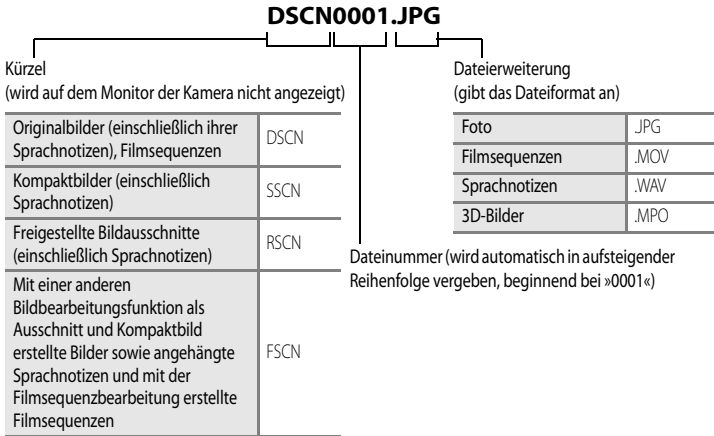 DSCN0001.JPG
Kürzel
(wird auf dem Monitor der Kamera nicht angezeigt)
Originalbilder (einschließlich ihrer
Sprachnotizen), Filmsequenzen
DSCN
Kompaktbilder (einschließlich
Sprachnotizen)
SSCN
Freigestellte Bildausschnitte
(einschließlich Sprachnotizen)
RSCN
Mit einer anderen
Bildbearbeitungsfunktion als
Ausschnitt und Kompaktbild
erstellte Bilder sowie angehängte
Sprachnotizen und mit der
Filmsequenzbearbeitung erstellte
Filmsequenzen
FSCN
Dateierweiterung
(gibt das Dateiformat an)
Foto .JPG
Filmsequenzen .MOV
Sprachnotizen .WAV
3D-Bilder .MPO
Dateinummer (wird automatisch in aufsteigender
Reihenfolge vergeben, beginnend bei »0001«)